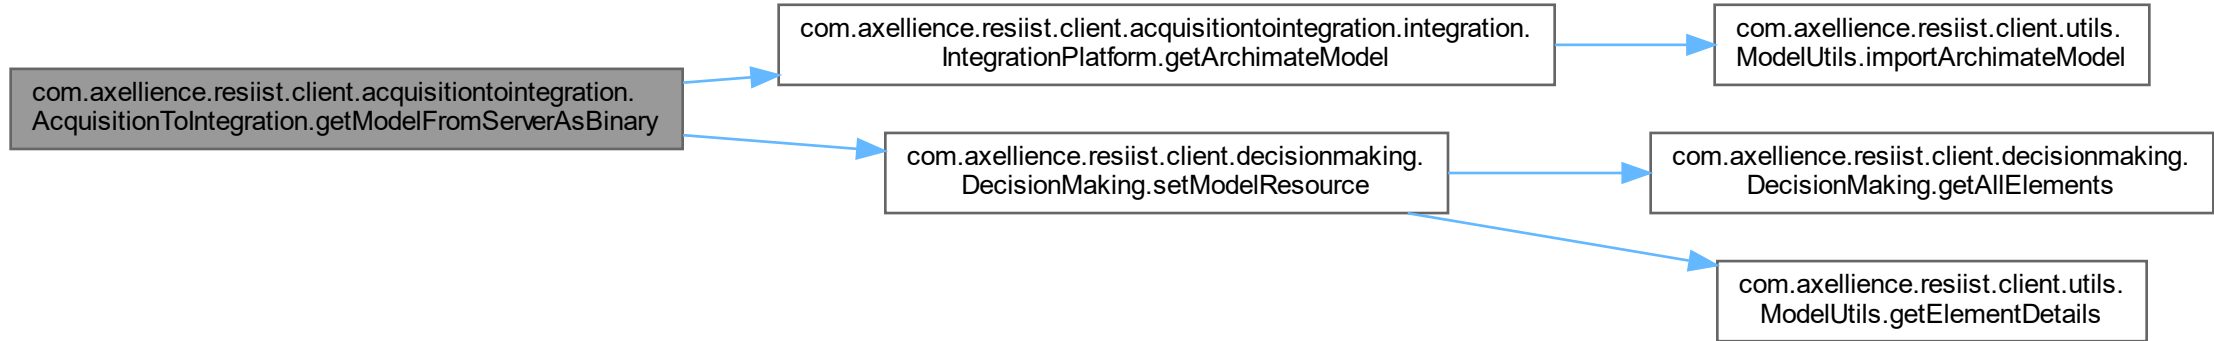 com.axellience.resiist.client.acquisitiontointegration.
AcquisitionToIntegration.getModelFromServerAsBinary
com.axellience.resiist.client.acquisitiontointegration.integration.
IntegrationPlatform.getArchimateModel
com.axellience.resiist.client.utils.
ModelUtils.importArchimateModel
com.axellience.resiist.client.decisionmaking.
DecisionMaking.setModelResource
com.axellience.resiist.client.decisionmaking.
DecisionMaking.getAllElements
com.axellience.resiist.client.utils.
ModelUtils.getElementDetails